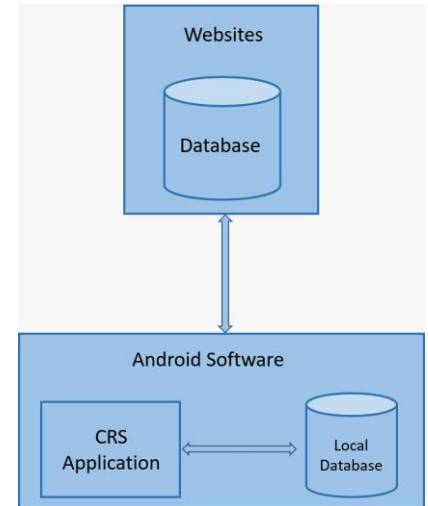 Websites
Database
Android Software
CRS
Application
Local
Database